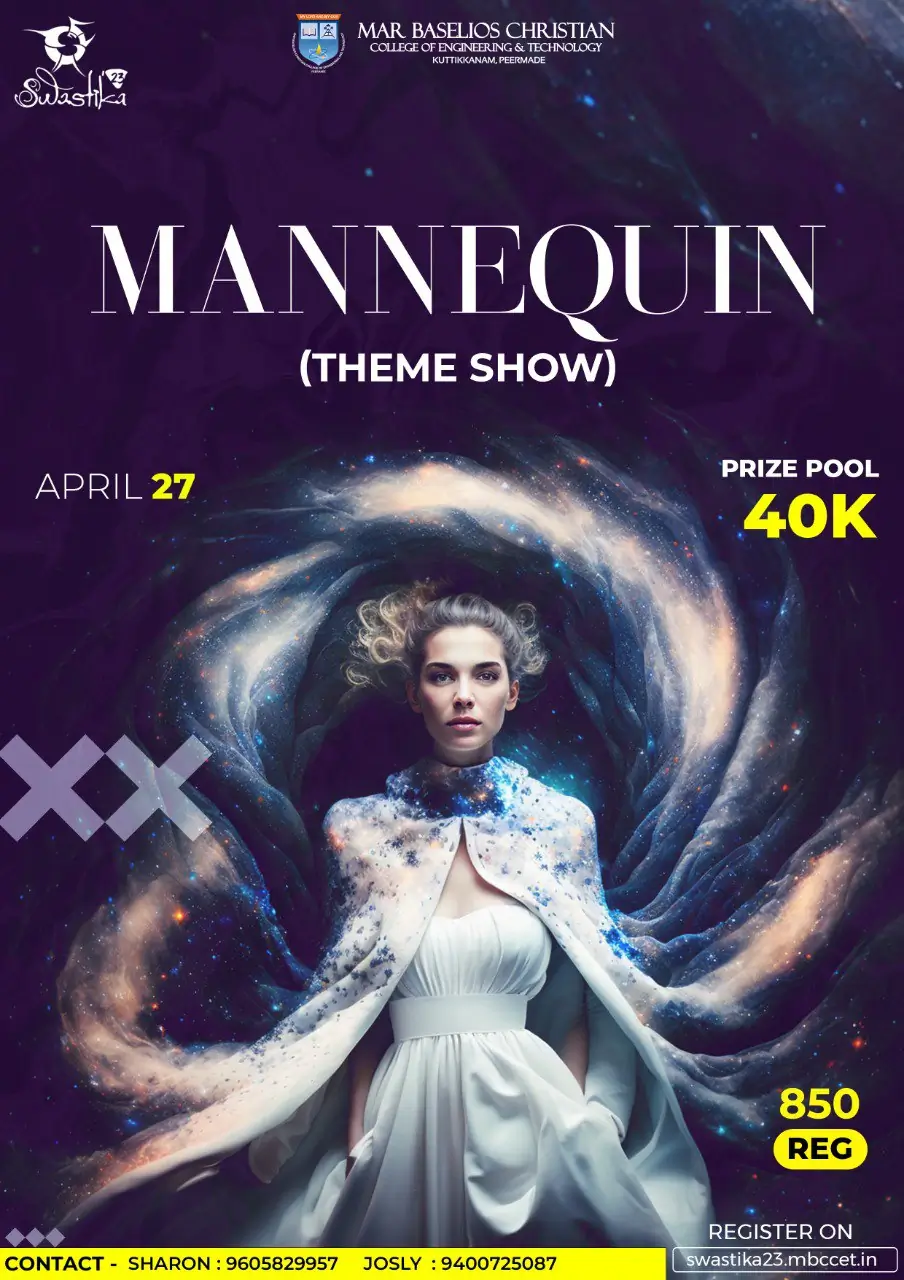 Swastika 23
MAR BASELIOS CHRISTIAN
COLLEGE OF ENGINEERING & TECHNOLOGY
KUTTIKKANAM, PEERMADE
MANNEQUIN
(THEME SHOW)
APRIL 27
PRIZE POOL
40K
850
REG
REGISTER ON
swastika23.mbccet.in
CONTACT - SHARON : 9605829957 JOSLY : 9400725087